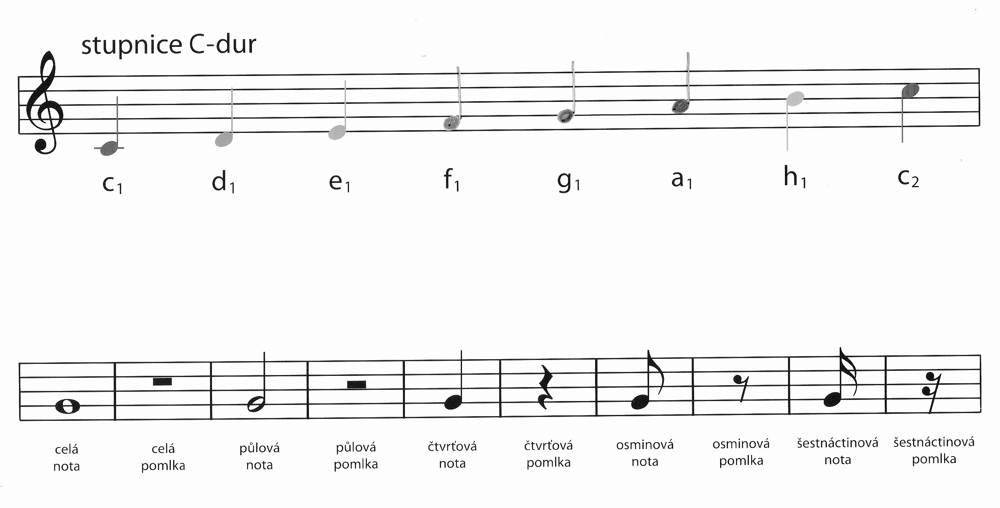 stupnice C-dur
c1 d1 e1 f1 g1 a1 h1 c2
celá celá půlová půlová čtvrťová čtvrťová osminová osminová šestnáctinová šestnáctinová
nota pomlka nota pomlka nota pomlka nota pomlka nota pomlka